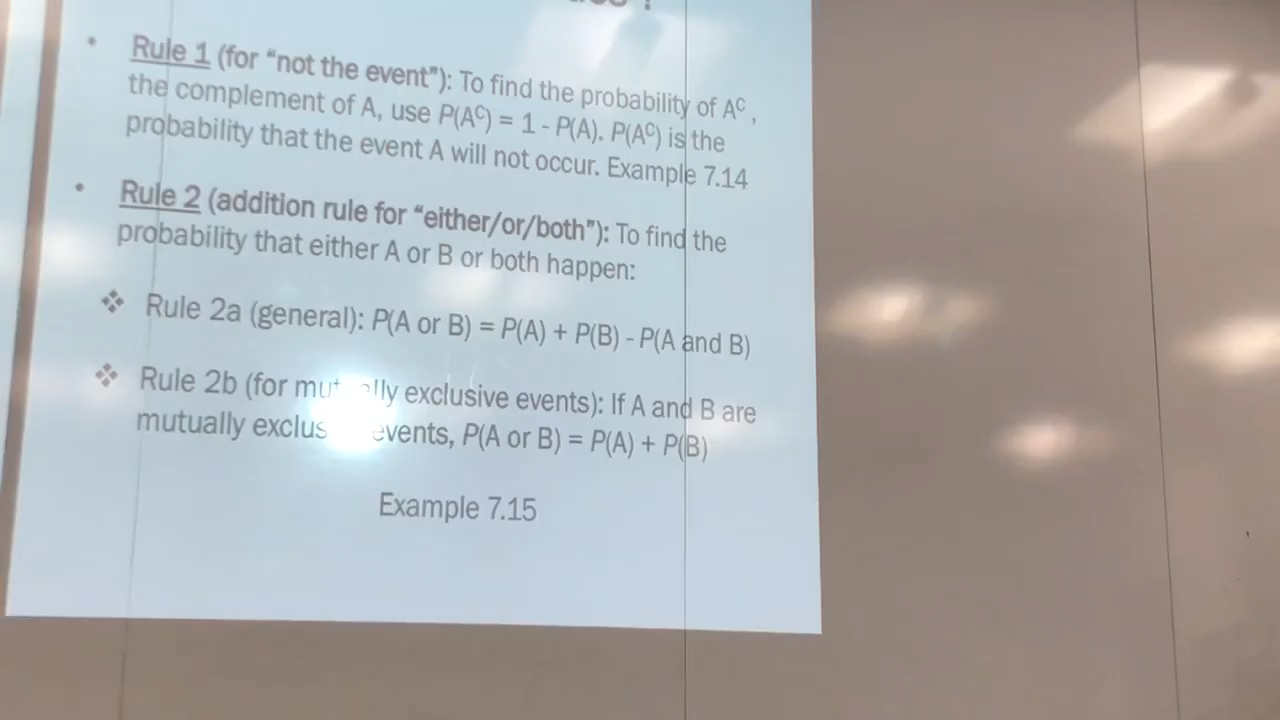 • Rule 1 (for “not the event”): To find the probability of Aᶜ,
the complement of A, use P(Aᶜ) = 1 - P(A). P(Aᶜ) is the
probability that the event A will not occur. Example 7.14
• Rule 2 (addition rule for “either/or/both”): To find the
probability that either A or B or both happen:
❖ Rule 2a (general): P(A or B) = P(A) + P(B) - P(A and B)
❖ Rule 2b (for mutually exclusive events): If A and B are
mutually exclusive events, P(A or B) = P(A) + P(B)
Example 7.15